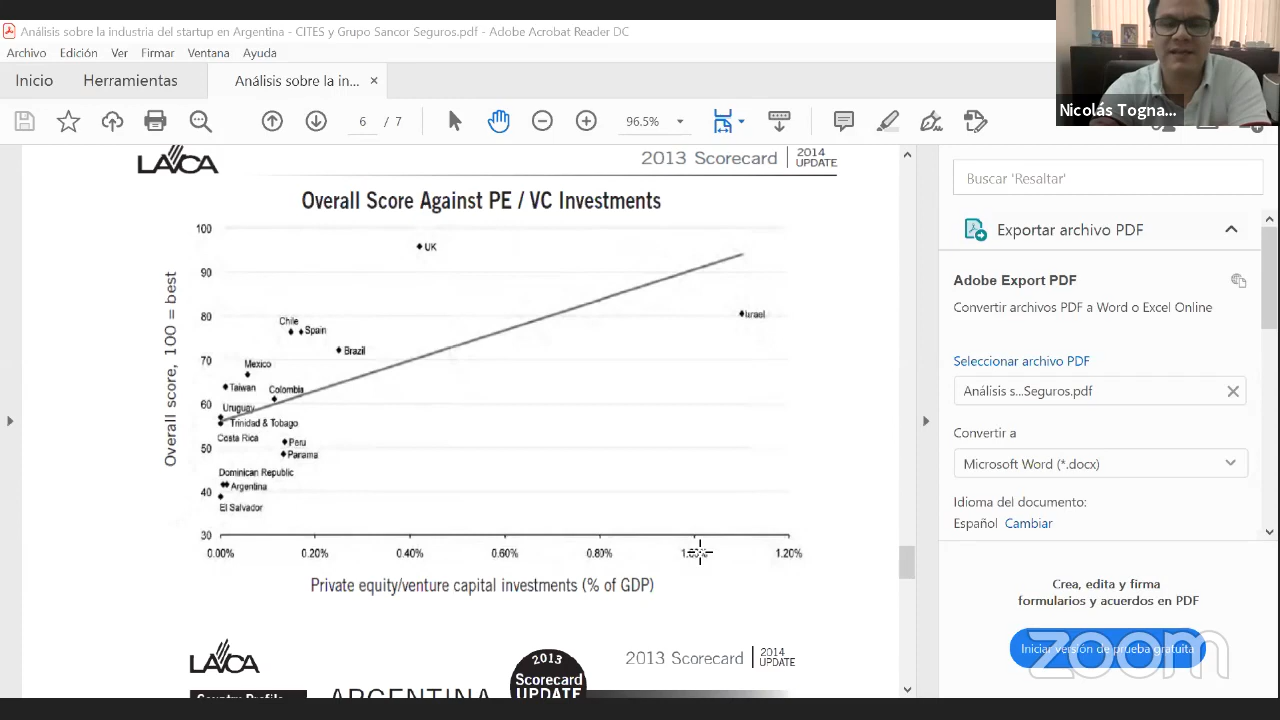 Análisis sobre la industria del startup en Argentina - CITES y Grupo Sancor Seguros.pdf - Adobe Acrobat Reader DC
Archivo Edición Ver Firmar Ventana Ayuda
Inicio Herramientas Análisis sobre la in... ×
6 / 7 96.5%
Nicolás Togna...
LAVCA 2013 Scorecard | 2014 UPDATE
Overall Score Against PE / VC Investments
Overall score, 100 = best
100
90
80
70
60
50
40
30
UK
Israel
Chile
Spain
Brazil
Mexico
Taiwan
Colombia
Uruguay
Trinidad & Tobago
Costa Rica
Peru
Panama
Dominican Republic
Argentina
El Salvador
0.00% 0.20% 0.40% 0.60% 0.80% 1.20%
Private equity/venture capital investments (% of GDP)
LAVCA 2013 Scorecard UPDATE 2013 Scorecard | 2014 UPDATE
Country Profile ARGENTINA
Buscar 'Resaltar'
Exportar archivo PDF
Adobe Export PDF
Convertir archivos PDF a Word o Excel Online
Seleccionar archivo PDF
Análisis s...Seguros.pdf
Convertir a
Microsoft Word (*.docx)
Idioma del documento:
Español Cambiar
Crea, edita y firma
formularios y acuerdos en PDF
Iniciar versión de prueba gratuita
zoom